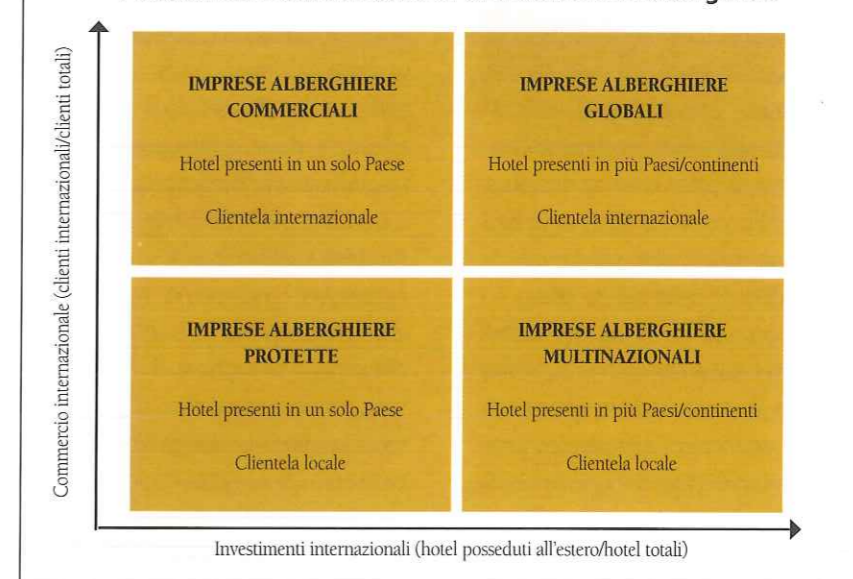 IMPRESE ALBERGHIERE
COMMERCIALI
Hotel presenti in un solo Paese
Clientela internazionale
IMPRESE ALBERGHIERE
GLOBALI
Hotel presenti in più Paesi/continenti
Clientela internazionale
IMPRESE ALBERGHIERE
PROTETTE
Hotel presenti in un solo Paese
Clientela locale
IMPRESE ALBERGHIERE
MULTINAZIONALI
Hotel presenti in più Paesi/continenti
Clientela locale
Commercio internazionale (clienti internazionali/clienti totali)
Investimenti internazionali (hotel posseduti all'estero/hotel totali)